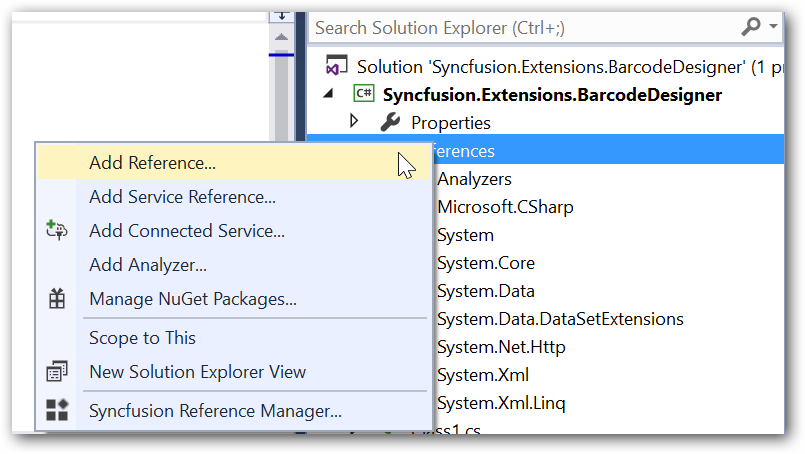 Search Solution Explorer (Ctrl+;)
Solution 'Syncfusion.Extensions.BarcodeDesigner' (1 pr
C# Syncfusion.Extensions.BarcodeDesigner
Properties
ferences
Analyzers
Microsoft.CSharp
System
System.Core
System.Data
System.Data.DataSetExtensions
System.Net.Http
System.Xml
System.Xml.Linq
Class1.cs
Add Reference...
Add Service Reference...
Add Connected Service...
Add Analyzer...
Manage NuGet Packages...
Scope to This
New Solution Explorer View
Syncfusion Reference Manager...